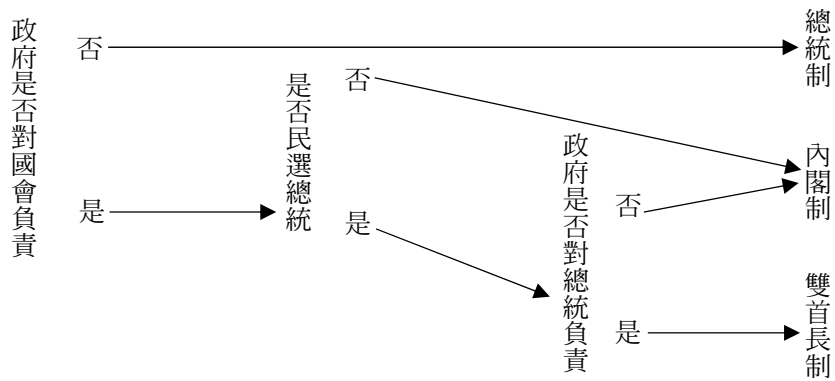 政府是否對國會負責
否
是
是否民選總統
否
是
政府是否對總統負責
否
是
總統制
內閣制
雙首長制